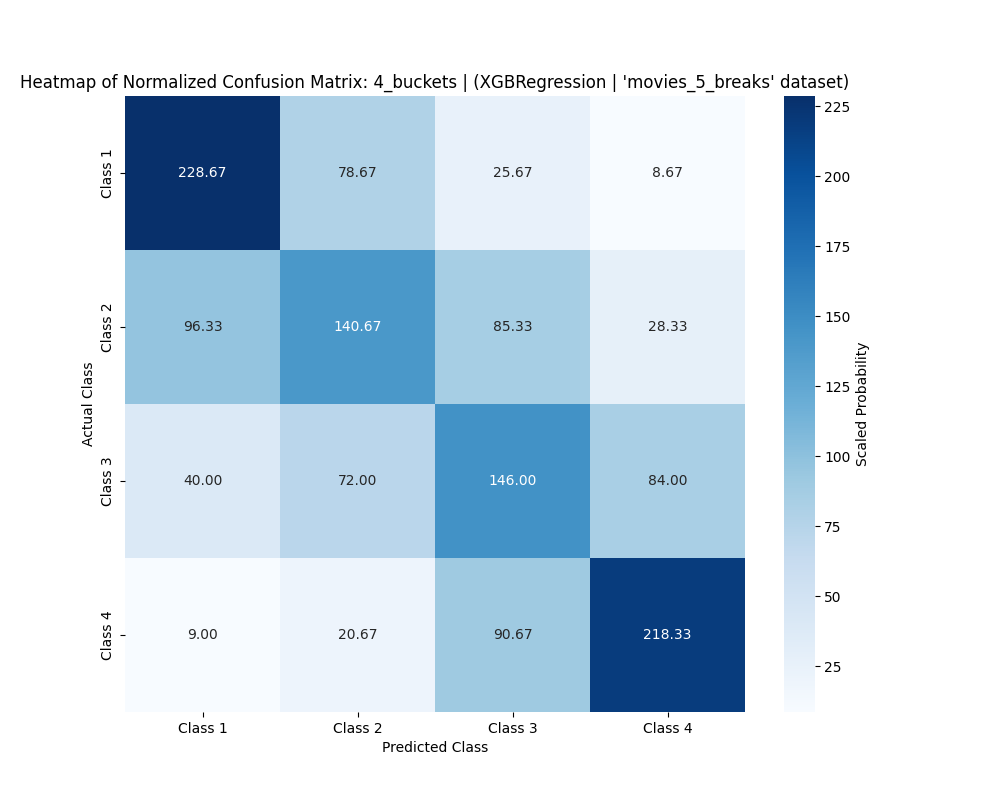 Heatmap of Normalized Confusion Matrix: 4_buckets | (XGBRegression | 'movies_5_breaks' dataset)
Actual Class
Class 1
228.67 78.67 25.67 8.67
Class 2
96.33 140.67 85.33 28.33
Class 3
40.00 72.00 146.00 84.00
Class 4
9.00 20.67 90.67 218.33
Class 1 Class 2 Class 3 Class 4
Predicted Class
225
200
175
150
125
100
75
50
25
Scaled Probability